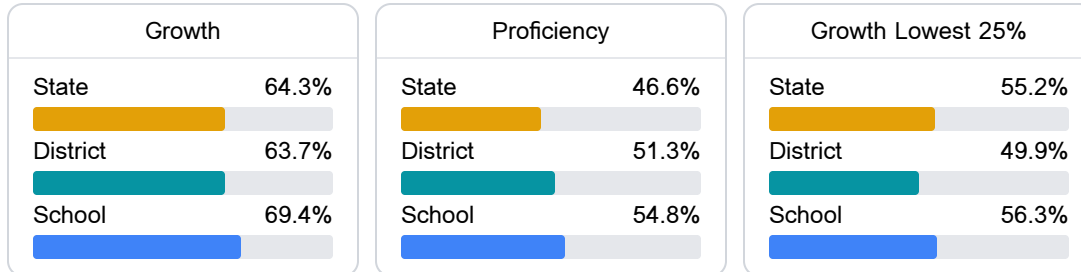 Growth
State 64.3%
District 63.7%
School 69.4%
Proficiency
State 46.6%
District 51.3%
School 54.8%
Growth Lowest 25%
State 55.2%
District 49.9%
School 56.3%